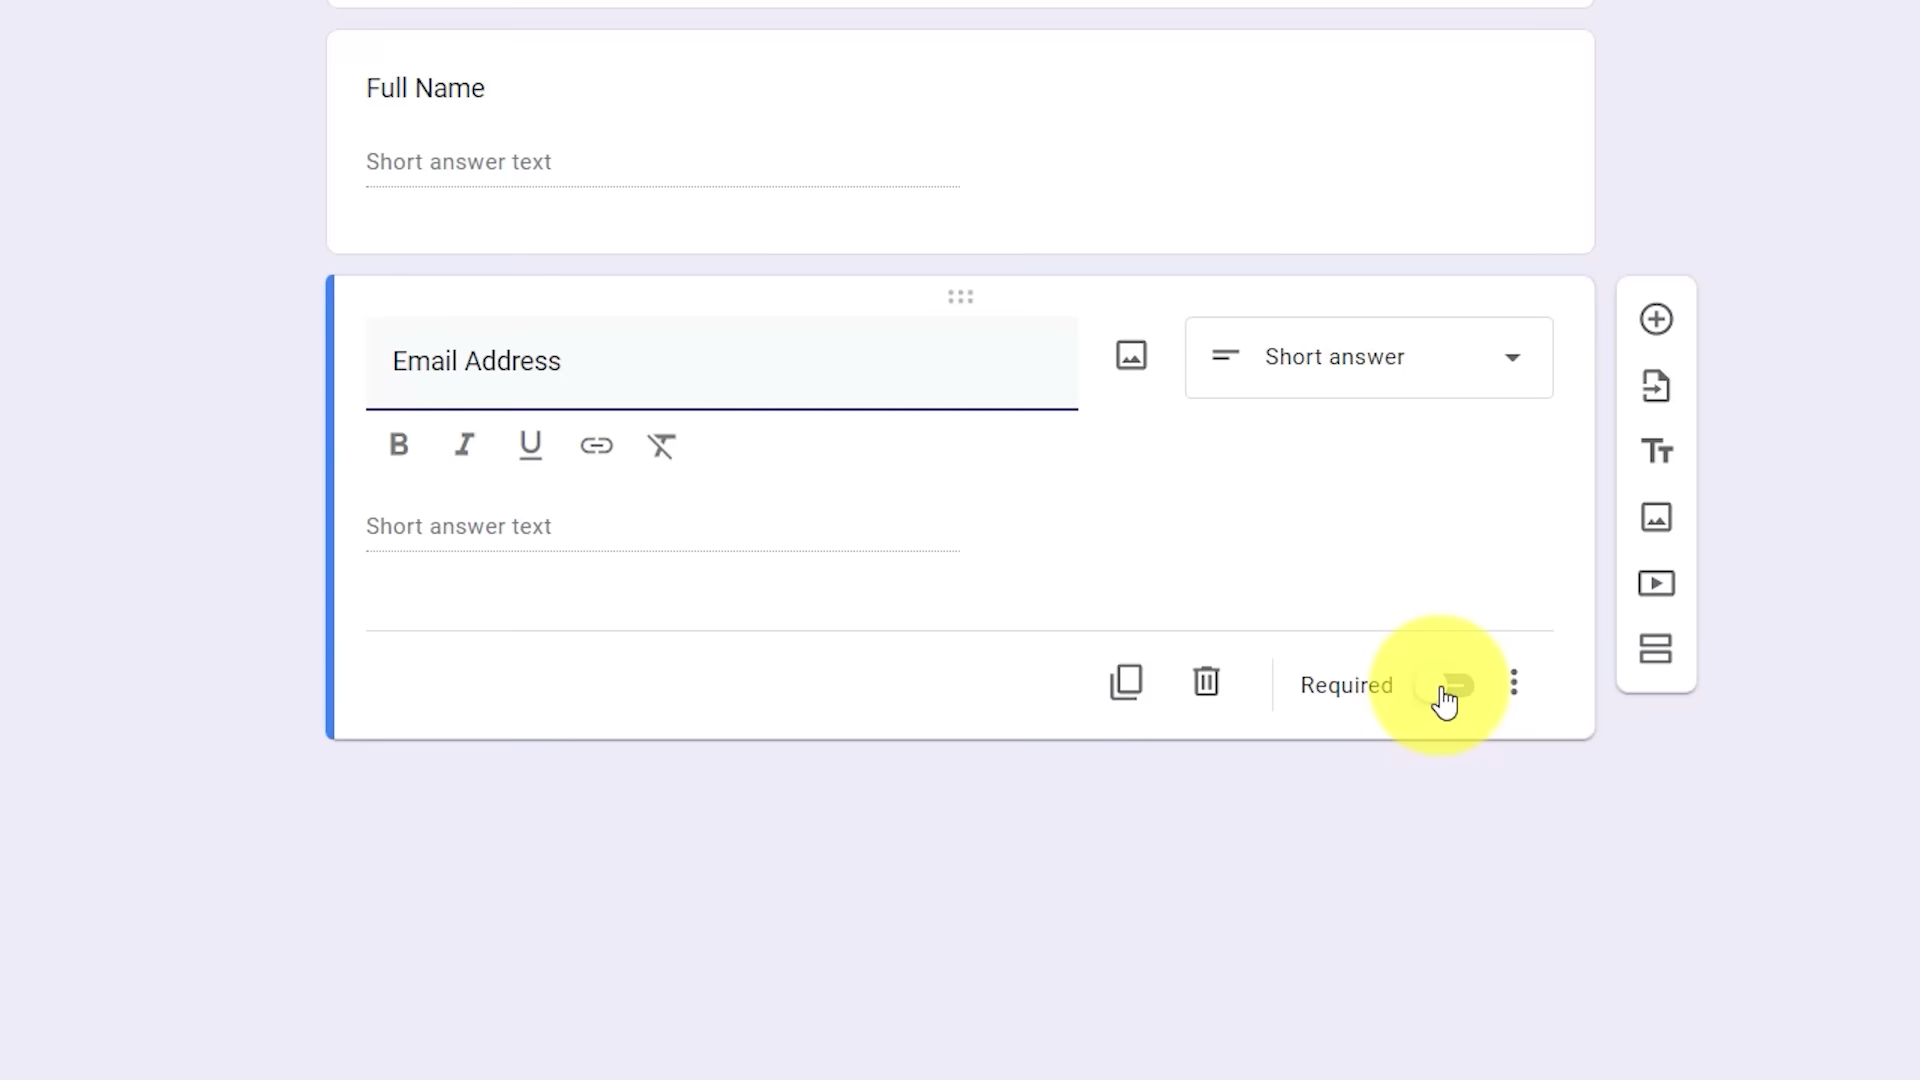 Full Name
Short answer text
Email Address
Short answer
Short answer text
Required